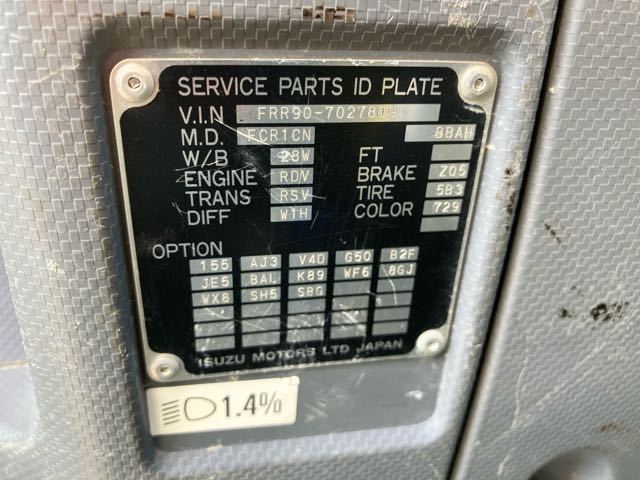 SERVICE PARTS ID PLATE
V.I.N FRR90-7027809
M.D. FCR1CN BBAH
W/B 28W FT
ENGINE RDV BRAKE Z05
TRANS RSV TIRE 5B3
DIFF W1H COLOR 729
OPTION
155 AJ3 V4D G50 B2F
JE5 BAL K89 WF6 8GJ
WX8 SH5 SBG
ISUZU MOTORS LTD JAPAN
1.4%